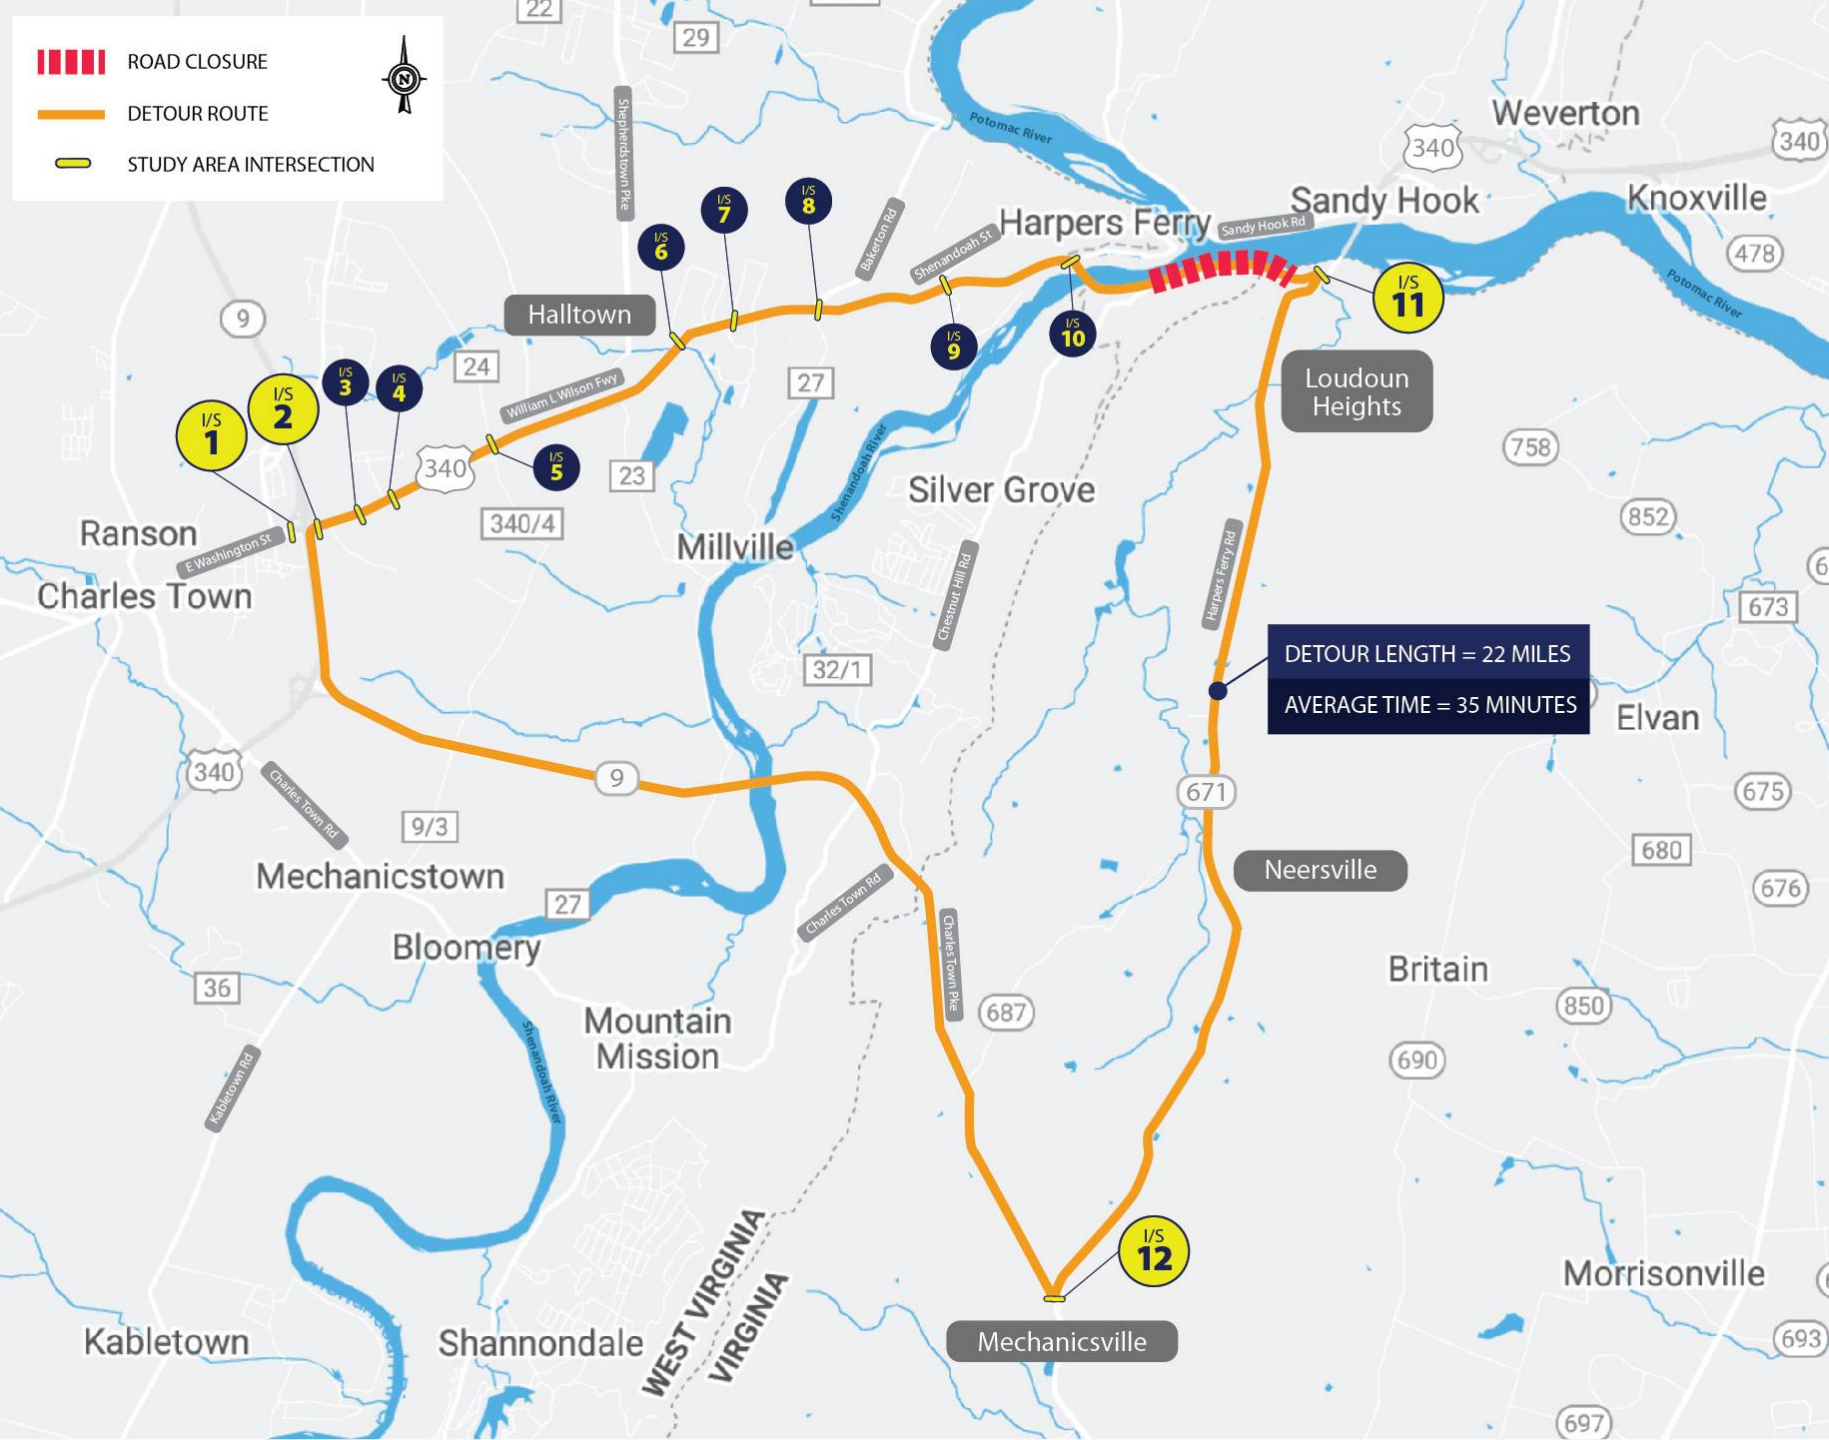 22
29
ROAD CLOSURE
N
DETOUR ROUTE
STUDY AREA INTERSECTION
Shepherdstown Pke
Potomac River
Weverton
340
340
Sandy Hook
Knoxville
478
Potomac River
Sandy Hook Rd
Harpers Ferry
Bakerton Rd
Shenandoah St
I/S
6
I/S
7
I/S
8
Halltown
9
24
William L Wilson Fwy
27
I/S
9
I/S
10
I/S
11
Loudoun
Heights
I/S
1
I/S
2
I/S
3
I/S
4
I/S
5
340
340/4
23
Shenandoah River
Silver Grove
758
852
Ranson
E Washington St
Charles Town
Millville
Chestnut Hill Rd
Harpers Ferry Rd
673
32/1
DETOUR LENGTH = 22 MILES
AVERAGE TIME = 35 MINUTES
Elvan
340
Charles Town Rd
9
671
675
9/3
680
Mechanicstown
Neersville
676
27
Charles Town Rd
Bloomery
Charles Town Pke
Britain
36
687
850
Mountain
Mission
Shenandoah River
690
Kabletown Rd
WEST VIRGINIA
VIRGINIA
I/S
12
Morrisonville
Kabletown
Shannondale
Mechanicsville
693
697